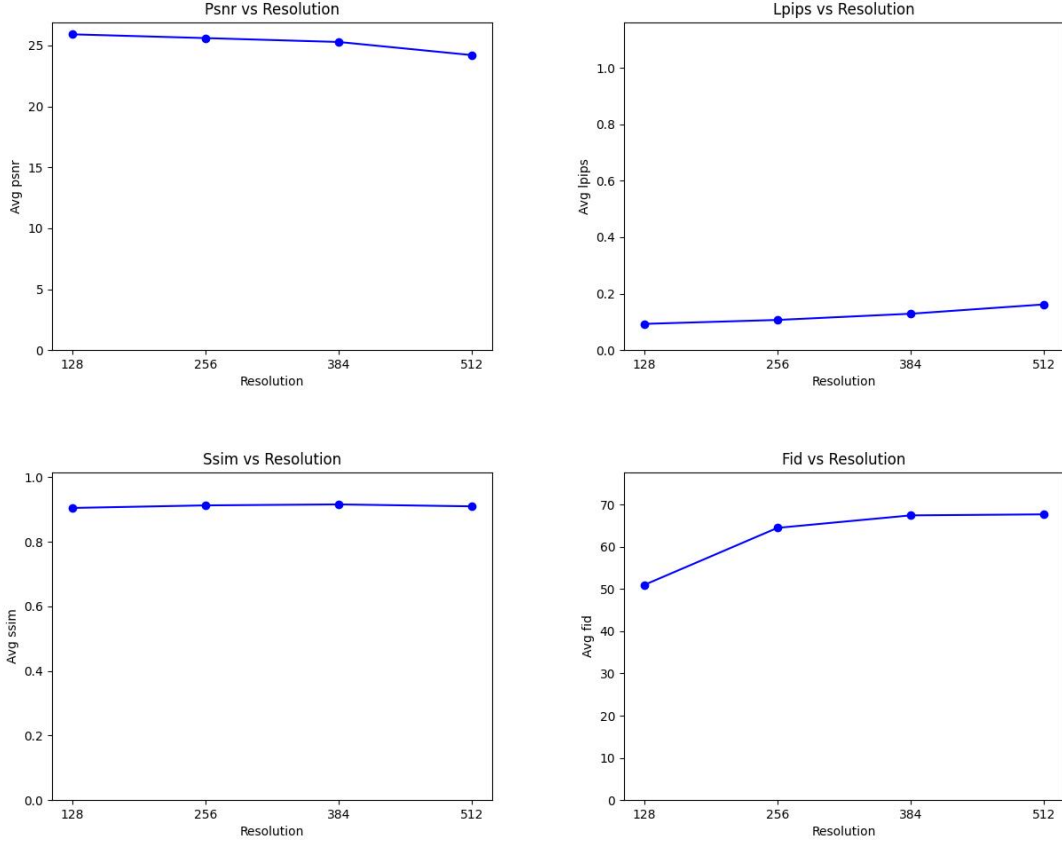 Psnr vs Resolution
25
20
15
10
5
0
Avg psnr
128 256 384 512
Resolution
Lpips vs Resolution
1.0
0.8
0.6
0.4
0.2
0.0
Avg lpips
128 256 384 512
Resolution
Ssim vs Resolution
1.0
0.8
0.6
0.4
0.2
0.0
Avg ssim
128 256 384 512
Resolution
Fid vs Resolution
70
60
50
40
30
20
10
0
Avg fid
128 256 384 512
Resolution